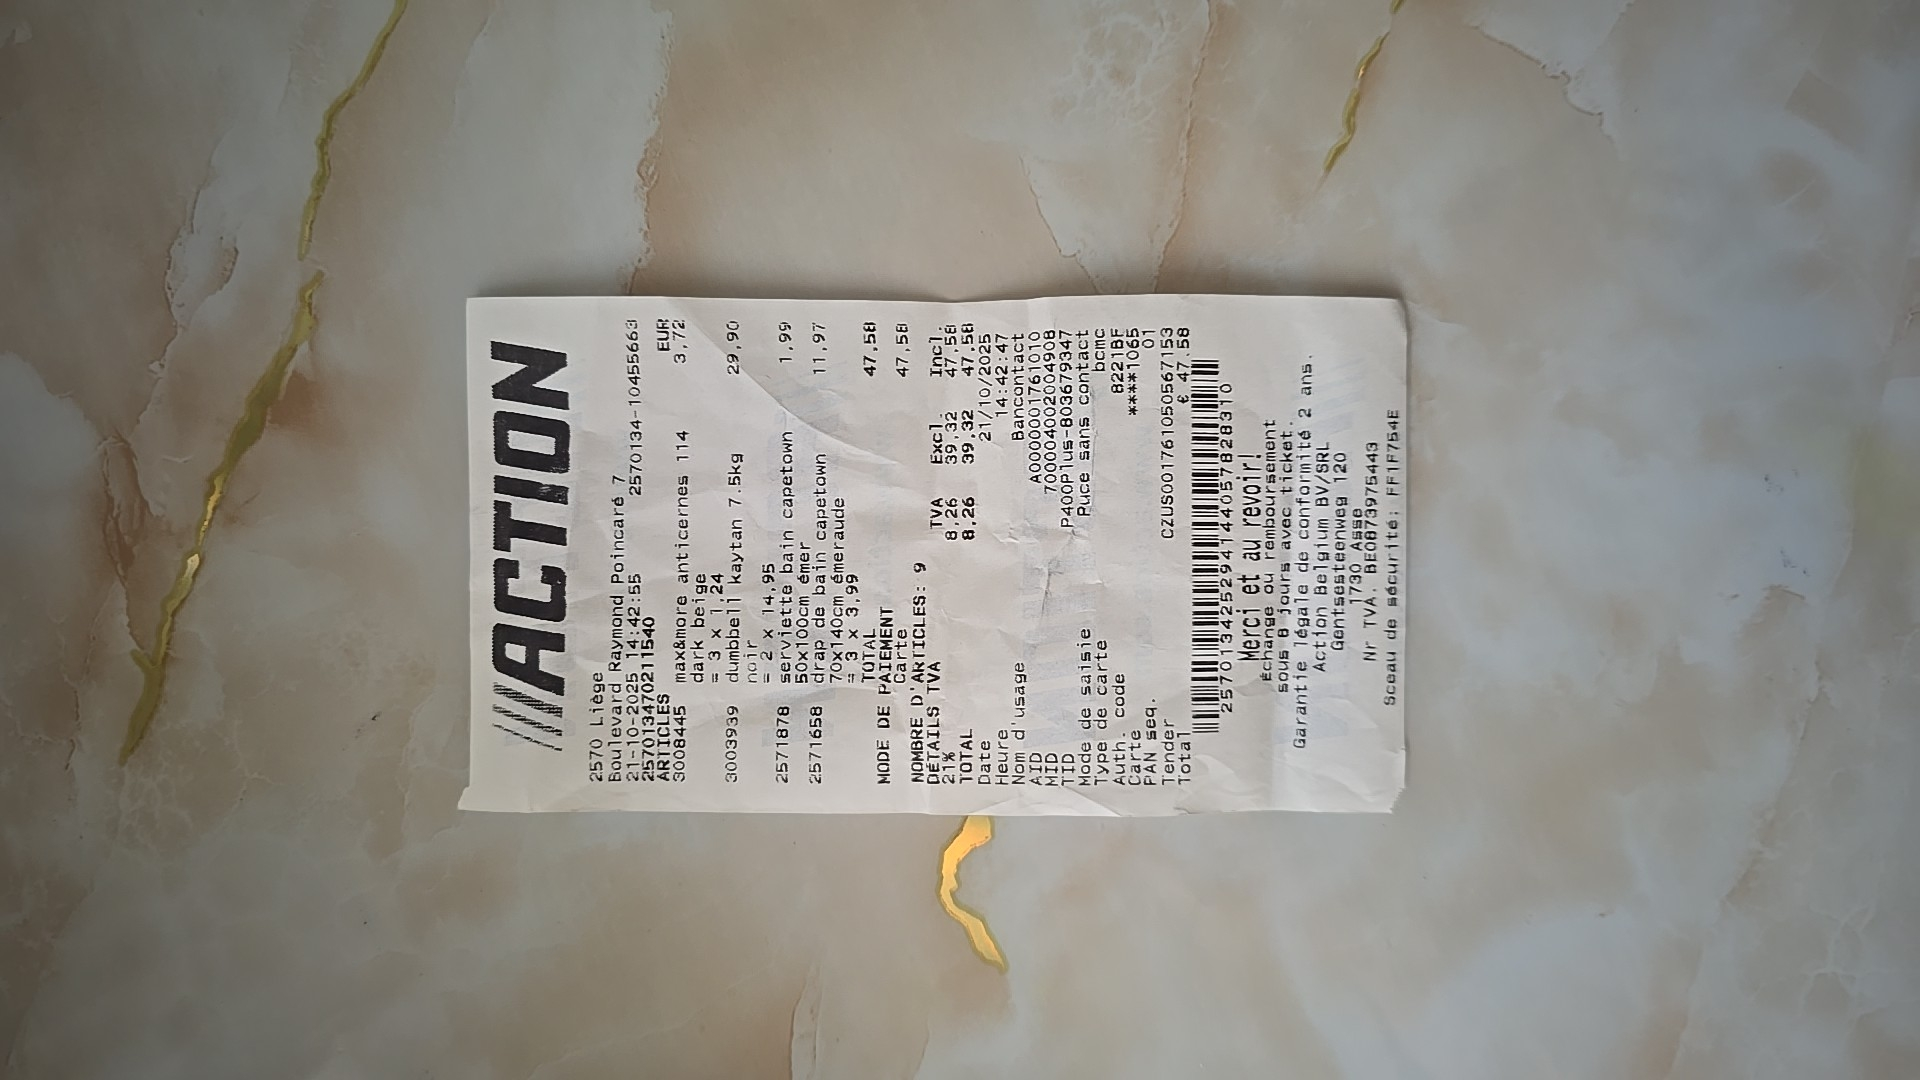 ACTION
2570 Liège
Boulevard Raymond Poincaré 7
21-10-2025 14:42:55 2570134-10455663
257013470211540
ARTICLES EUR
3008445 max&more anticernes 114 3,72
dark beige
= 3 x 1,24
3003939 dumbbell kaytan 7.5kg 29,90
noir
= 2 x 14,95
2571878 serviette bain capetown 1,99
50x100cm émer
2571658 drap de bain capetown 11,97
70x140cm émeraude
= 3 x 3,99
TOTAL 47,58
MODE DE PAIEMENT
Carte 47,58
NOMBRE D'ARTICLES: 9
DÉTAILS TVA TVA Excl. Incl.
21% 8,26 39,32 47,58
TOTAL 8,26 39,32 47,58
Date 21/10/2025
Heure 14:42:47
Nom d'usage Bancontact
AID A0000001761010
MID 70004002004908
TID P400Plus-803679347
Mode de saisie Puce sans contact
Type de carte bcmc
Auth. code 8221BF
Carte ****1065
PAN seq. 01
Tender CZUS001761050567153
Total € 47.58
257013425294144057828310
Merci et au revoir!
Échange ou remboursement
sous 8 jours avec ticket.
Garantie légale de conformité 2 ans.
Action Belgium BV/SRL
Gentsesteenweg 120
1730 Asse
Nr TVA. BE0873975443
Sceau de sécurité: FF1F754E